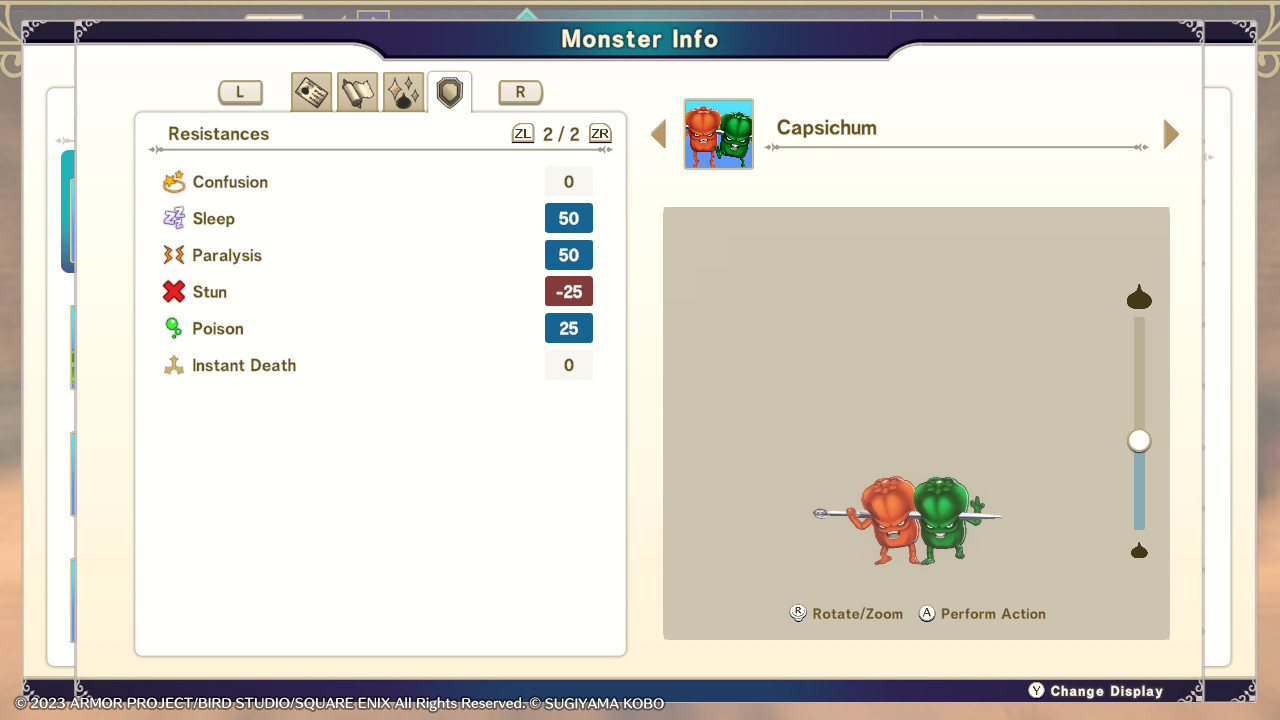 Monster Info
L
R
Resistances
ZL 2 / 2 ZR
Confusion 0
Sleep 50
Paralysis 50
Stun -25
Poison 25
Instant Death 0
Capsichum
R Rotate/Zoom A Perform Action
Y Change Display
© 2023 ARMOR PROJECT/BIRD STUDIO/SQUARE ENIX All Rights Reserved. © SUGIYAMA KOBO